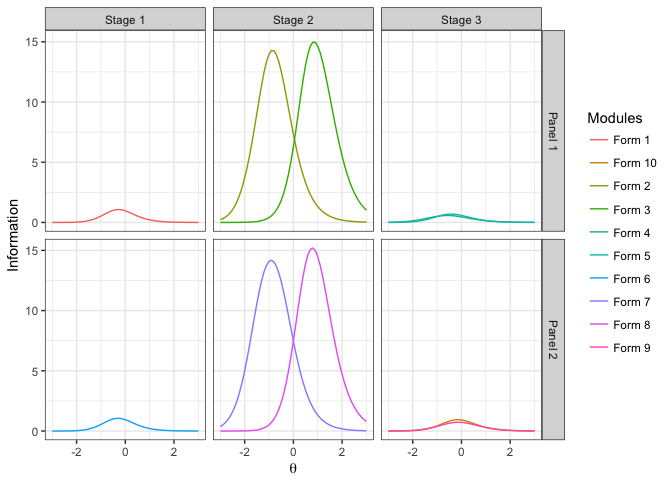 Stage 1
Stage 2
Stage 3
15
10
5
0
Panel 1
15
10
5
0
Panel 2
-2 0 2
-2 0 2
-2 0 2
θ
Information
Modules
Form 1
Form 10
Form 2
Form 3
Form 4
Form 5
Form 6
Form 7
Form 8
Form 9